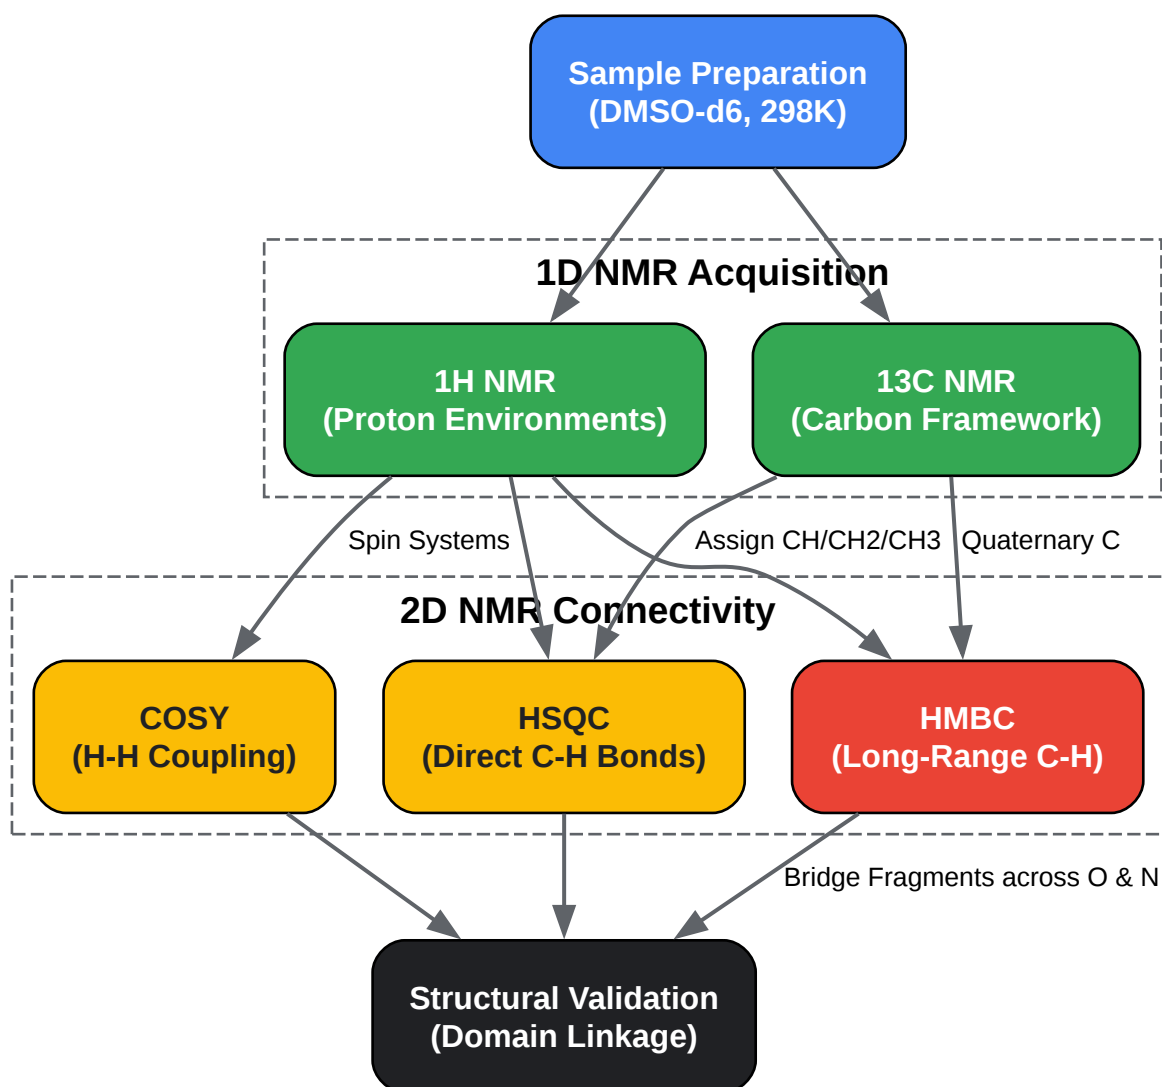 Sample Preparation
(DMSO-d6, 298K)
1D NMR Acquisition
1H NMR
(Proton Environments)
13C NMR
(Carbon Framework)
Spin Systems
Assign CH/CH2/CH3
Quaternary C
2D NMR Connectivity
COSY
(H-H Coupling)
HSQC
(Direct C-H Bonds)
HMBC
(Long-Range C-H)
Bridge Fragments across O & N
Structural Validation
(Domain Linkage)